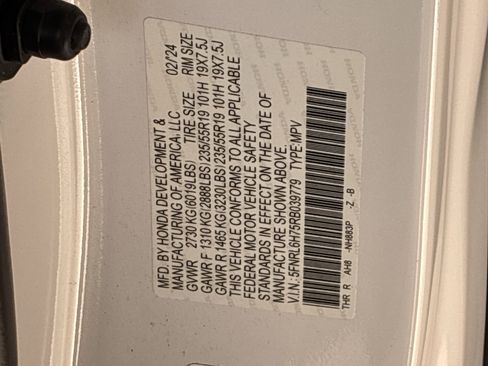 MFD. BY HONDA DEVELOPMENT &
MANUFACTURING OF AMERICA, LLC 02/24
GVWR 2730 KG(6019LBS) TIRE SIZE RIM SIZE
GAWR F 1310 KG(2888LBS) 235/55R19 101H 19X7.5J
GAWR R 1465 KG(3230LBS) 235/55R19 101H 19X7.5J
THIS VEHICLE CONFORMS TO ALL APPLICABLE
FEDERAL MOTOR VEHICLE SAFETY
STANDARDS IN EFFECT ON THE DATE OF
MANUFACTURE SHOWN ABOVE.
V.I.N.:5FNRL6H75RB039779 TYPE:MPV
THR R AH8 -NH883P -Z -B